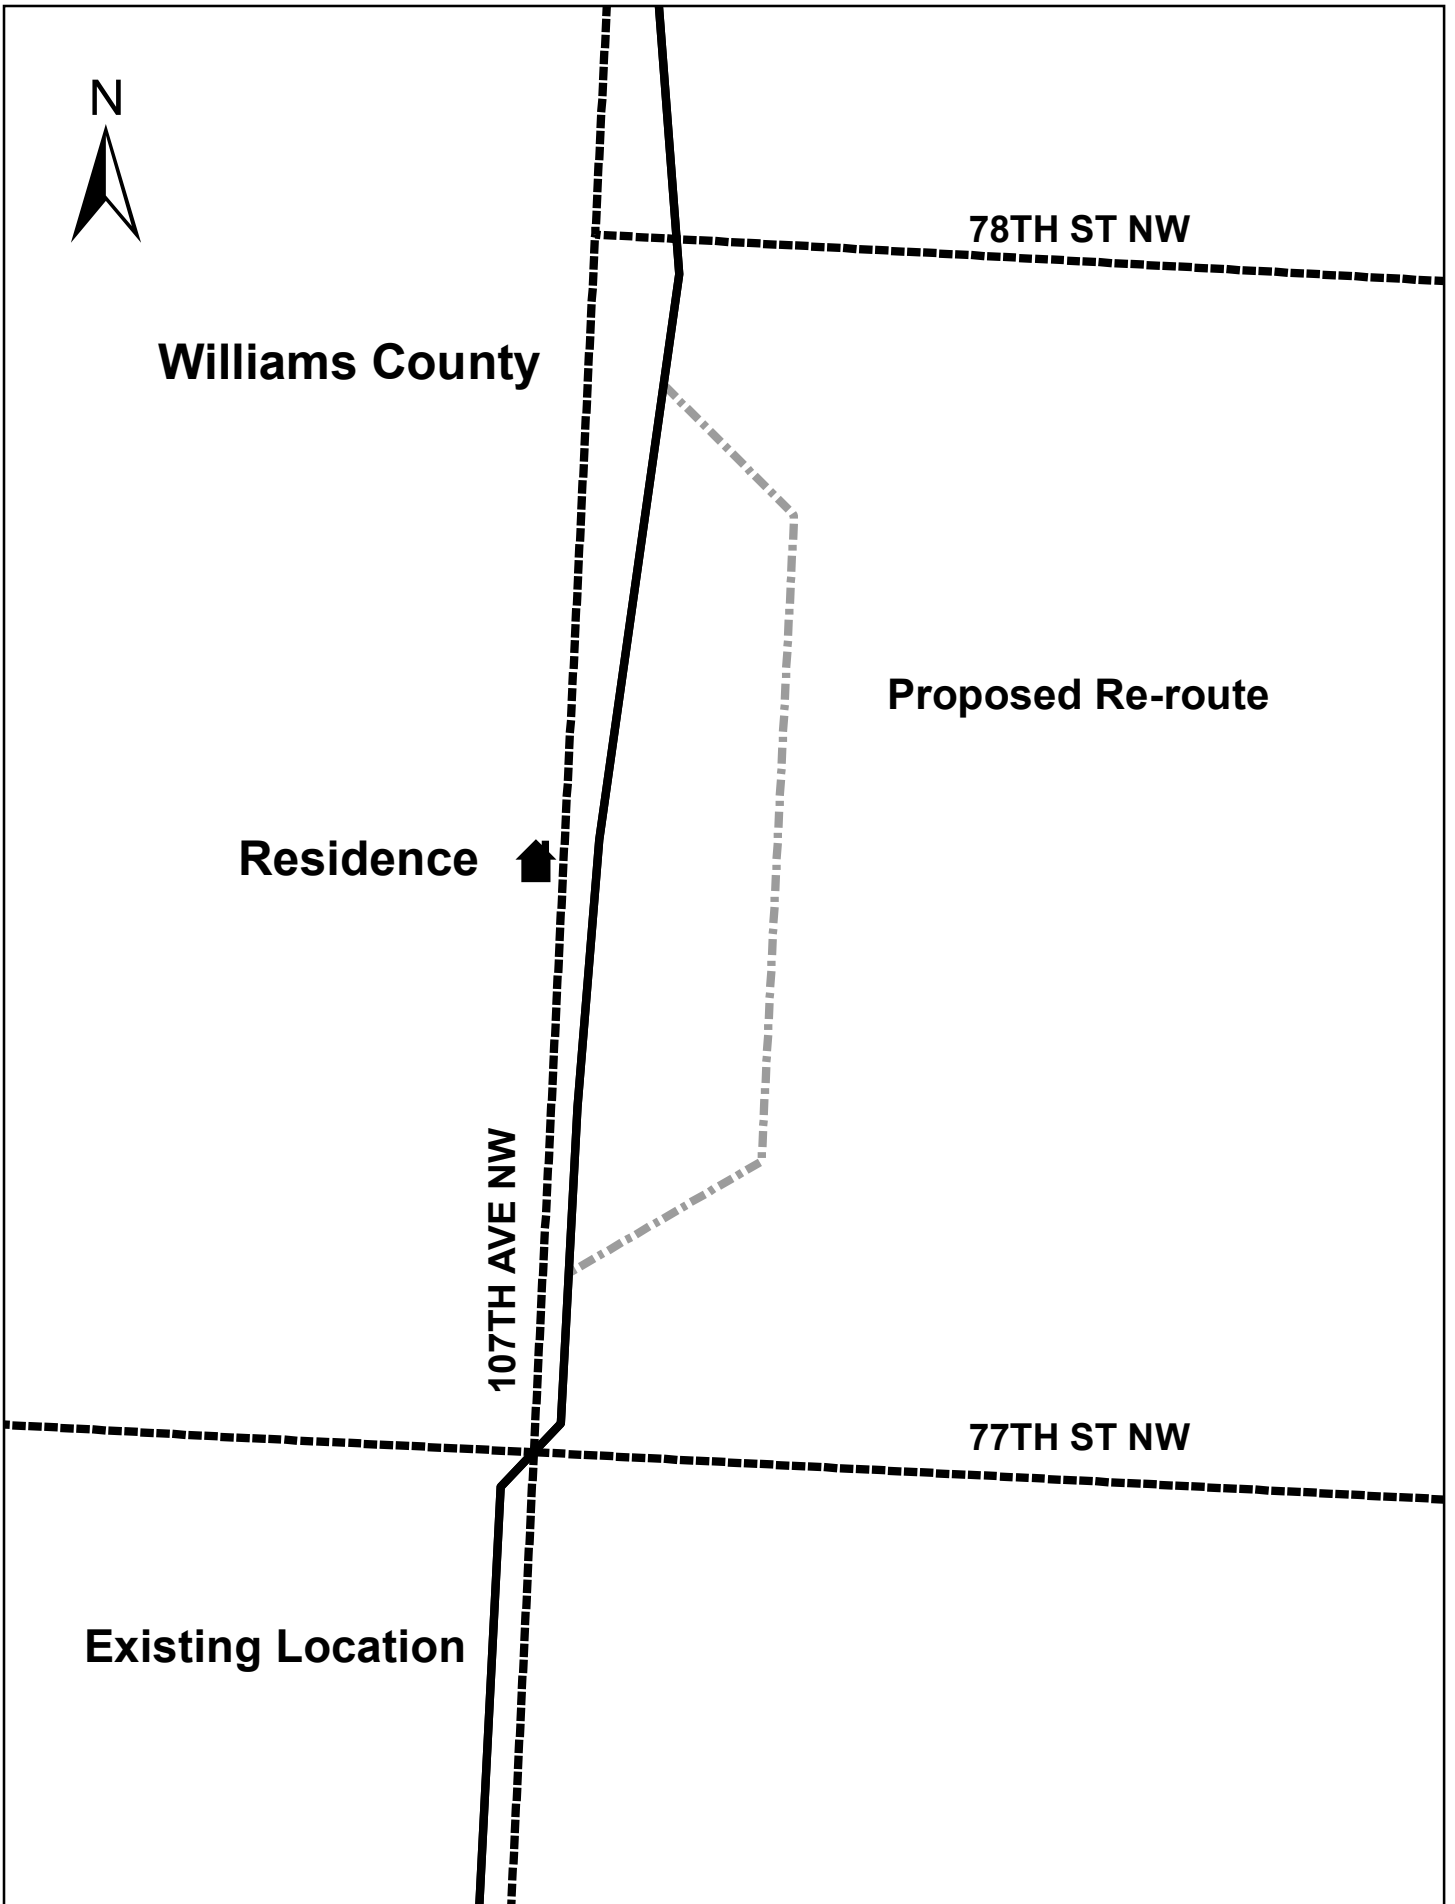 N
78TH ST NW
Williams County
Proposed Re-route
Residence
107TH AVE NW
77TH ST NW
Existing Location